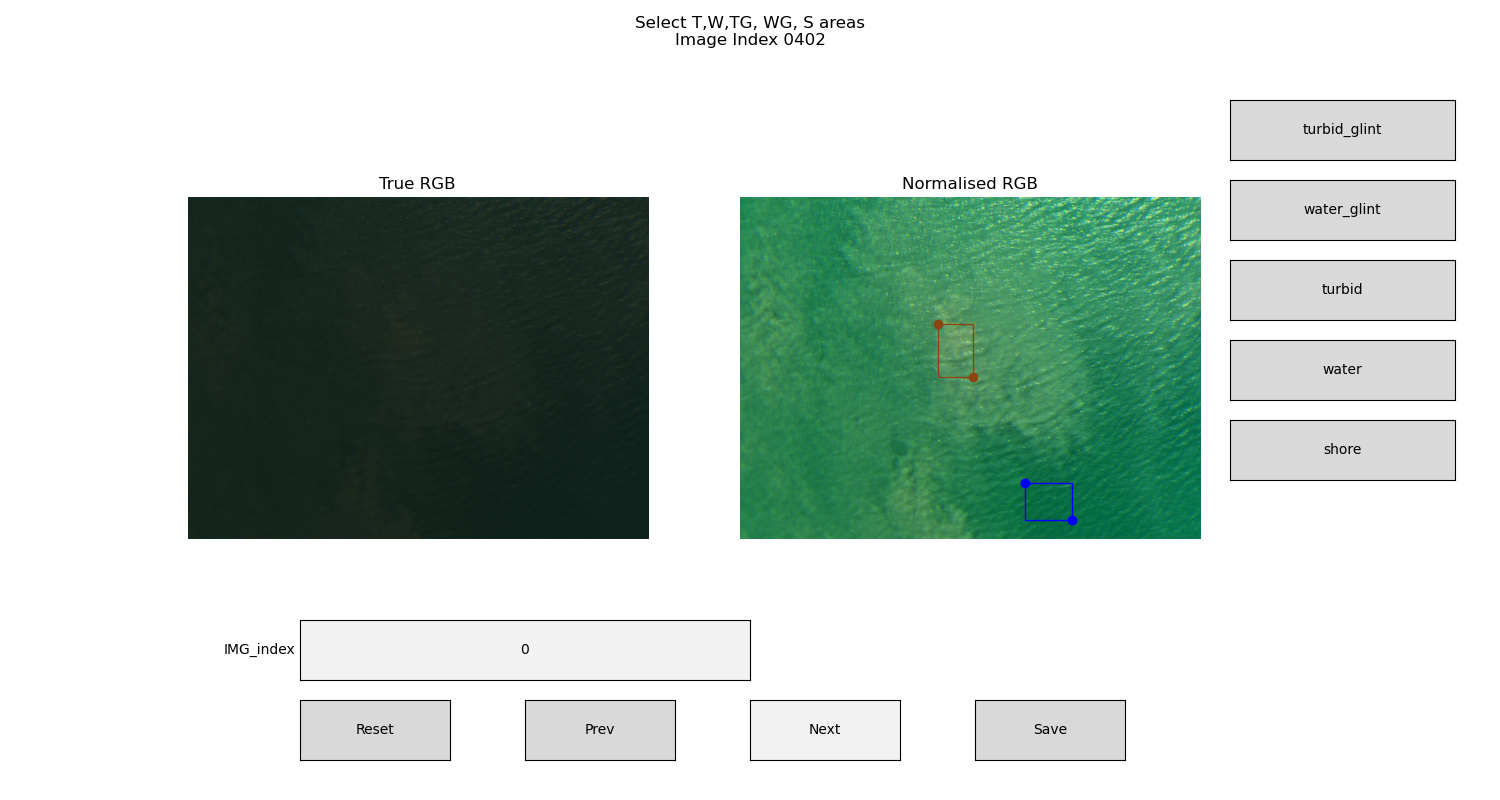 Select T,W,TG, WG, S areas
Image Index 0402
True RGB
Normalised RGB
turbid_glint
water_glint
turbid
water
shore
IMG_index
0
Reset
Prev
Next
Save